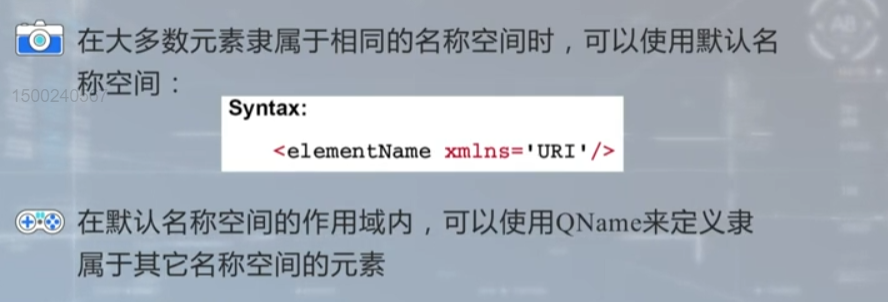 在大多数元素隶属于相同的名称空间时，可以使用默认名
称空间：
Syntax:
<elementName xmlns='URI'/>
在默认名称空间的作用域内，可以使用QName来定义隶
属于其它名称空间的元素